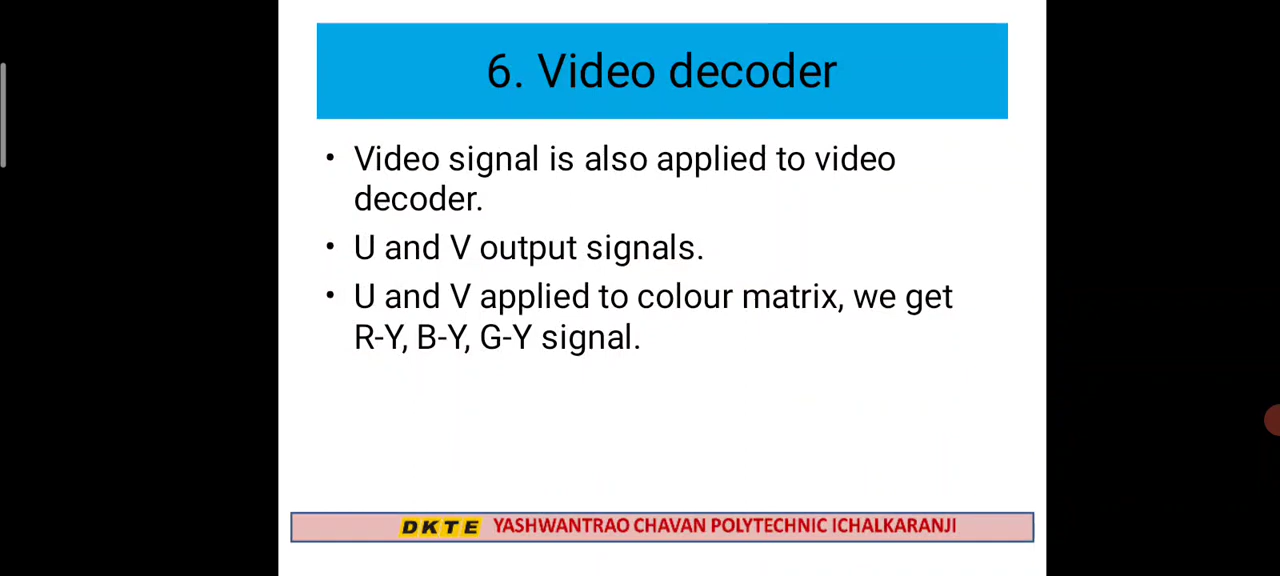 6. Video decoder
• Video signal is also applied to video
decoder.
• U and V output signals.
• U and V applied to colour matrix, we get
R-Y, B-Y, G-Y signal.
DKTE YASHWANTRAO CHAVAN POLYTECHNIC ICHALKARANJI